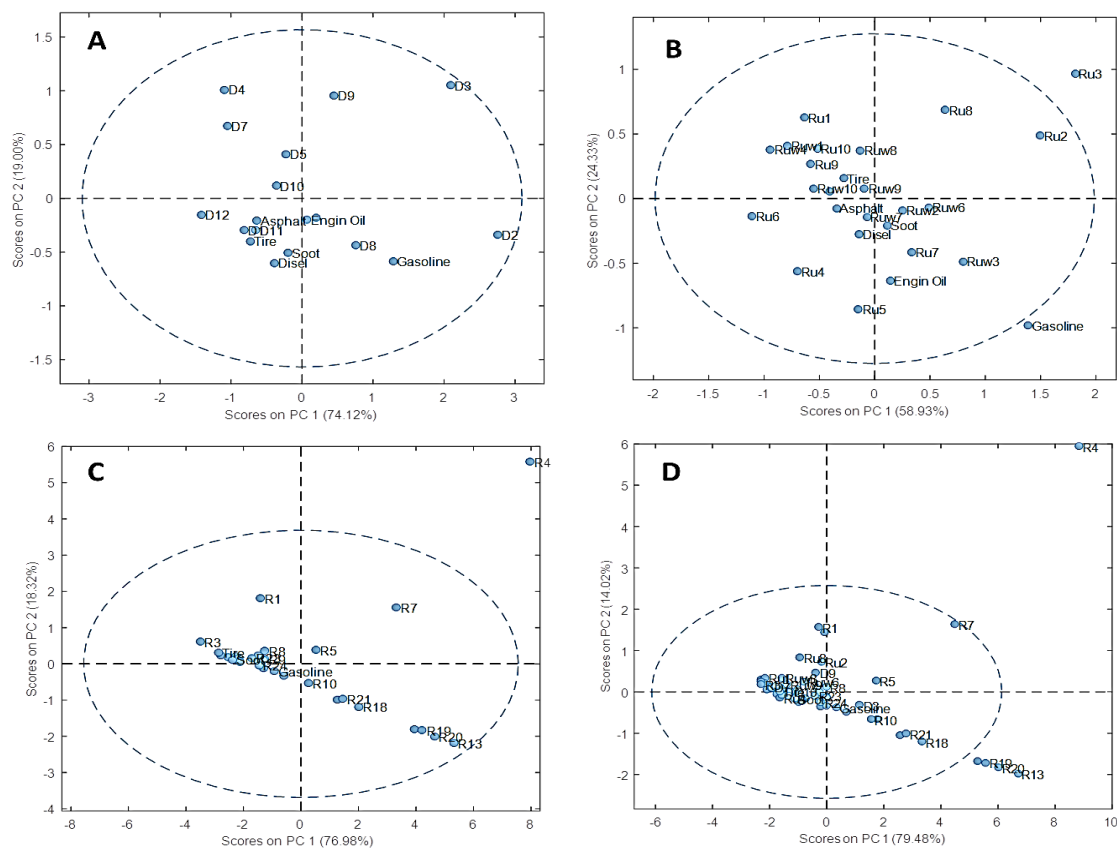 A
1.5
1
0.5
0
-0.5
-1
-1.5
D4
D9
D3
D7
D5
D10
D12
Asphalt
Engin Oil
D11
Tire
D8
D2
Soot
Disel
Gasoline
-3 -2 -1 0 1 2 3
Scores on PC 1 (74.12%)
Scores on PC 2 (19.00%)
B
1
0.5
0
-0.5
-1
Ru3
Ru8
Ru1
Ru2
Ruw1
Ruw4
Ru10
Ruw8
Ru9
Tire
Ruw10
Ruw9
Asphalt
Ruw2
Ruw6
Ru6
Ruw7
Soot
Disel
Ru7
Ruw3
Ru4
Engin Oil
Ru5
Gasoline
-2 -1.5 -1 -0.5 0 0.5 1 1.5 2
Scores on PC 1 (58.93%)
Scores on PC 2 (24.33%)
C
6
5
4
3
2
1
0
-1
-2
-3
-4
R4
R1
R7
R3
Tire
R8
R5
Soot
R24
Gasoline
R10
R21
R18
R19
R20
R13
-8 -6 -4 -2 0 2 4 6 8
Scores on PC 1 (76.98%)
Scores on PC 2 (18.32%)
D
6
5
4
3
2
1
0
-1
-2
R4
R1
R7
Ru8
Ru2
D9
R5
Ruw6
R8
R23
R24
D3
Gasoline
R10
R21
R18
R19
R20
R13
-6 -4 -2 0 2 4 6 8 10
Scores on PC 1 (79.48%)
Scores on PC 2 (14.02%)